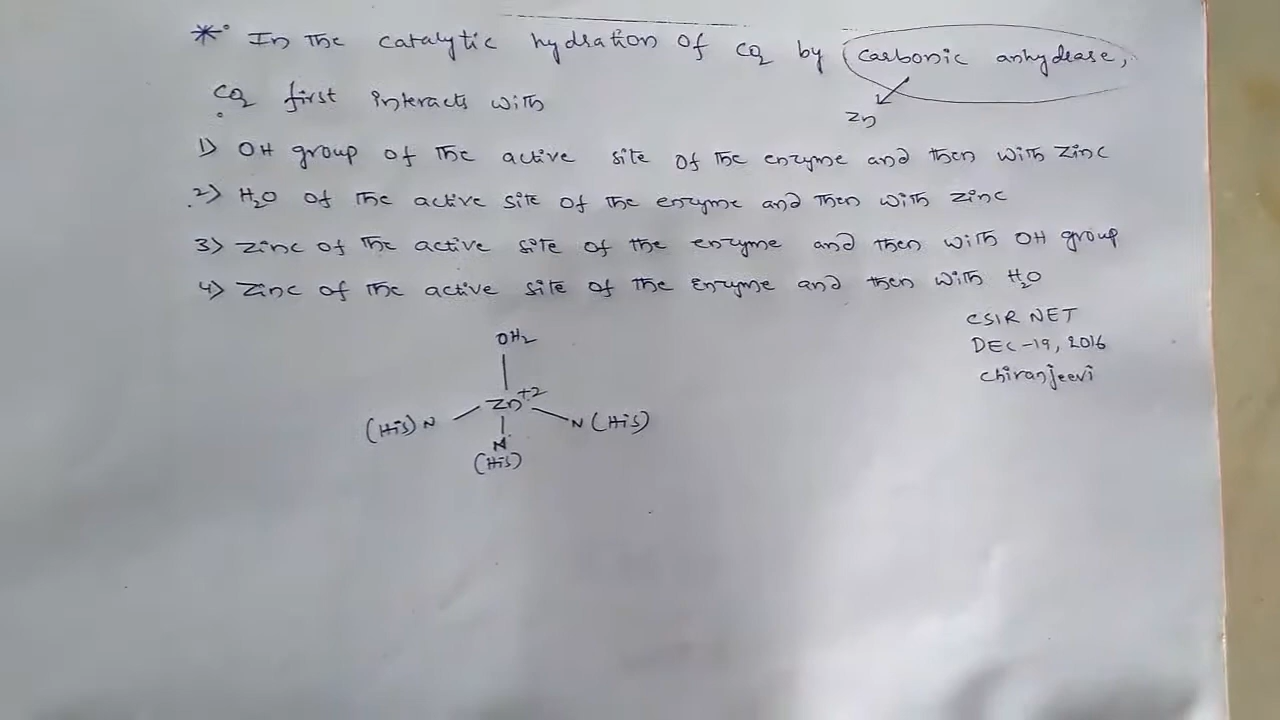 * In the catalytic hydration of CO2 by carbonic anhydrase,
Zn
CO2 first interacts with
1) OH group of the active site of the enzyme and then with Zinc
2) H2O of the active site of the enzyme and then with zinc
3) Zinc of the active site of the enzyme and then with OH group
4) Zinc of the active site of the enzyme and then with H2O
CSIR NET
DEC-19, 2016
Chiranjeevi
OH2
Zn+2
(His) N
N (His)
N
(His)